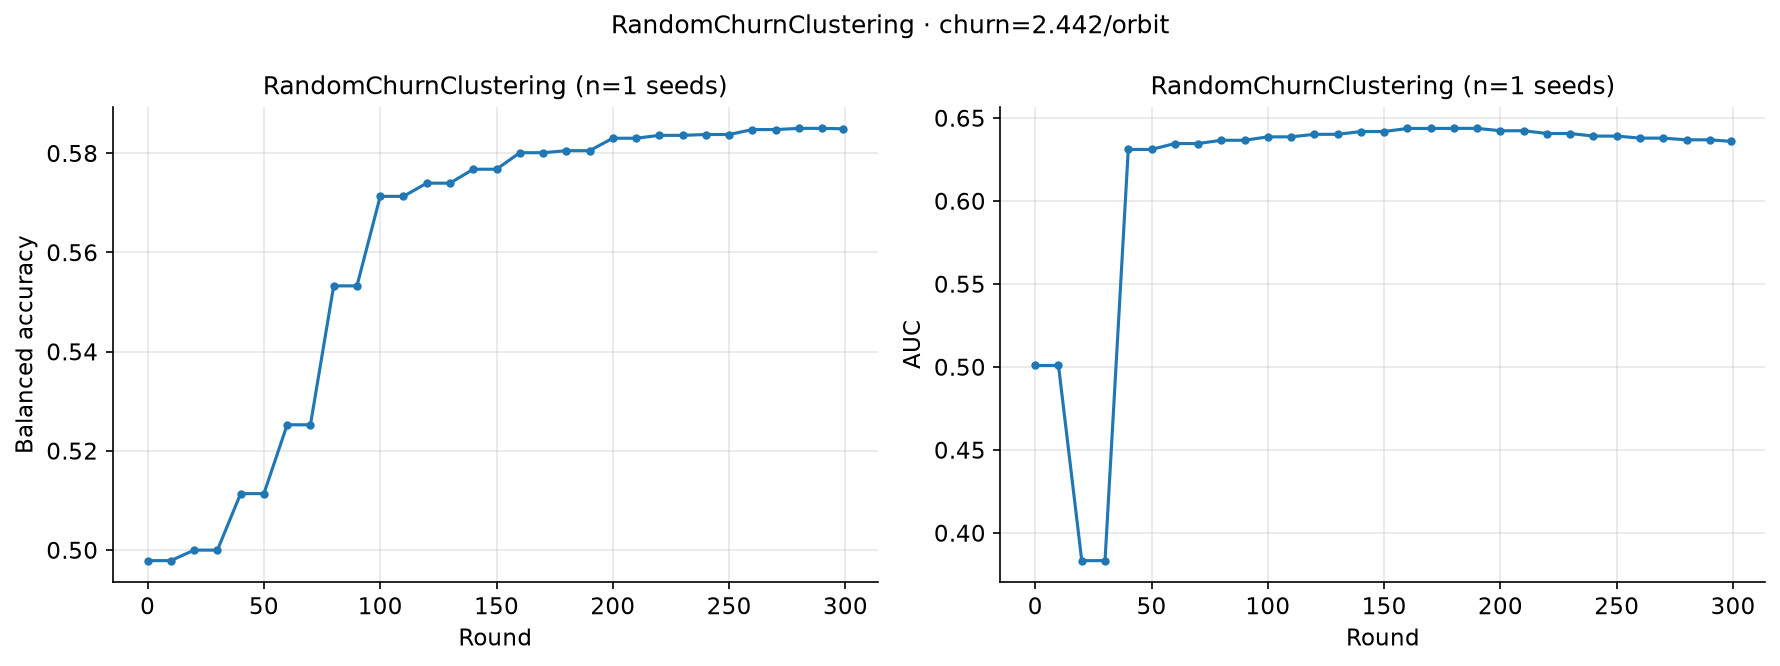 RandomChurnClustering · churn=2.442/orbit
RandomChurnClustering (n=1 seeds)
Balanced accuracy
0.58
0.56
0.54
0.52
0.50
0 50 100 150 200 250 300
Round
RandomChurnClustering (n=1 seeds)
AUC
0.65
0.60
0.55
0.50
0.45
0.40
0 50 100 150 200 250 300
Round